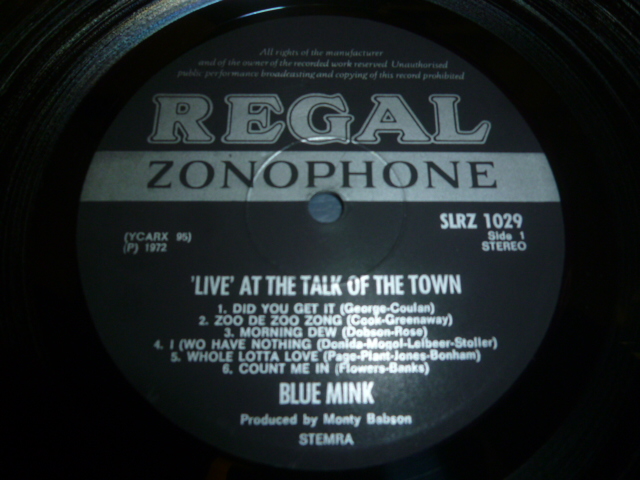 All rights of the manufacturer
and of the owner of the recorded work reserved Unauthorised
public performance broadcasting and copying of this record prohibited
REGAL
ZONOPHONE
SLRZ 1029
(YCARX 95)
Side 1
(P) 1972
STEREO
'LIVE' AT THE TALK OF THE TOWN
1. DID YOU GET IT (George-Coulan)
2. ZOO DE ZOO ZONG (Cook-Greenaway)
3. MORNING DEW (Dobson-Rose)
4. I (WO HAVE NOTHING (Donida-Mogol-Leibeer-Stoller)
5. WHOLE LOTTA LOVE (Page-Plant-Jones-Bonham)
6. COUNT ME IN (Flowers-Banks)
BLUE MINK
Produced by Monty Babson
STEMRA